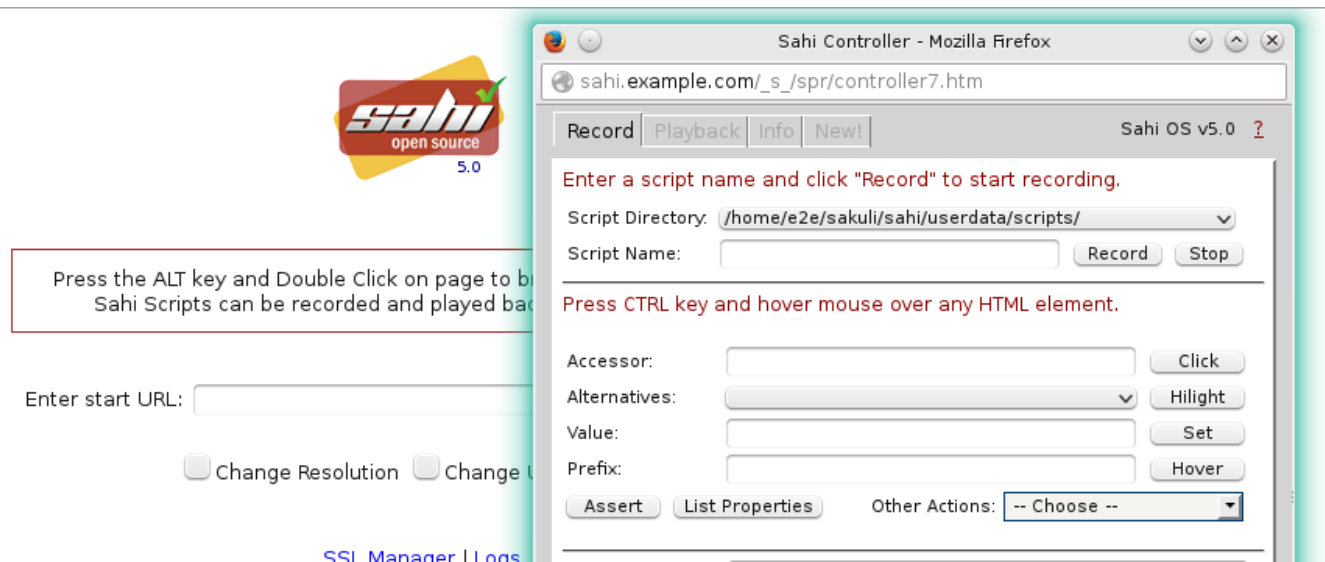 sahi
open source
5.0
Press the ALT key and Double Click on page to b
Sahi Scripts can be recorded and played bac
Enter start URL:
Change Resolution Change
SSL Manager | Logs
Sahi Controller - Mozilla Firefox
sahi.example.com/_s_/spr/controller7.htm
Record Playback Info New! Sahi OS v5.0 ?
Enter a script name and click "Record" to start recording.
Script Directory: /home/e2e/sakuli/sahi/userdata/scripts/
Script Name: Record Stop
Press CTRL key and hover mouse over any HTML element.
Accessor: Click
Alternatives: Hilight
Value: Set
Prefix: Hover
Assert List Properties Other Actions: -- Choose --